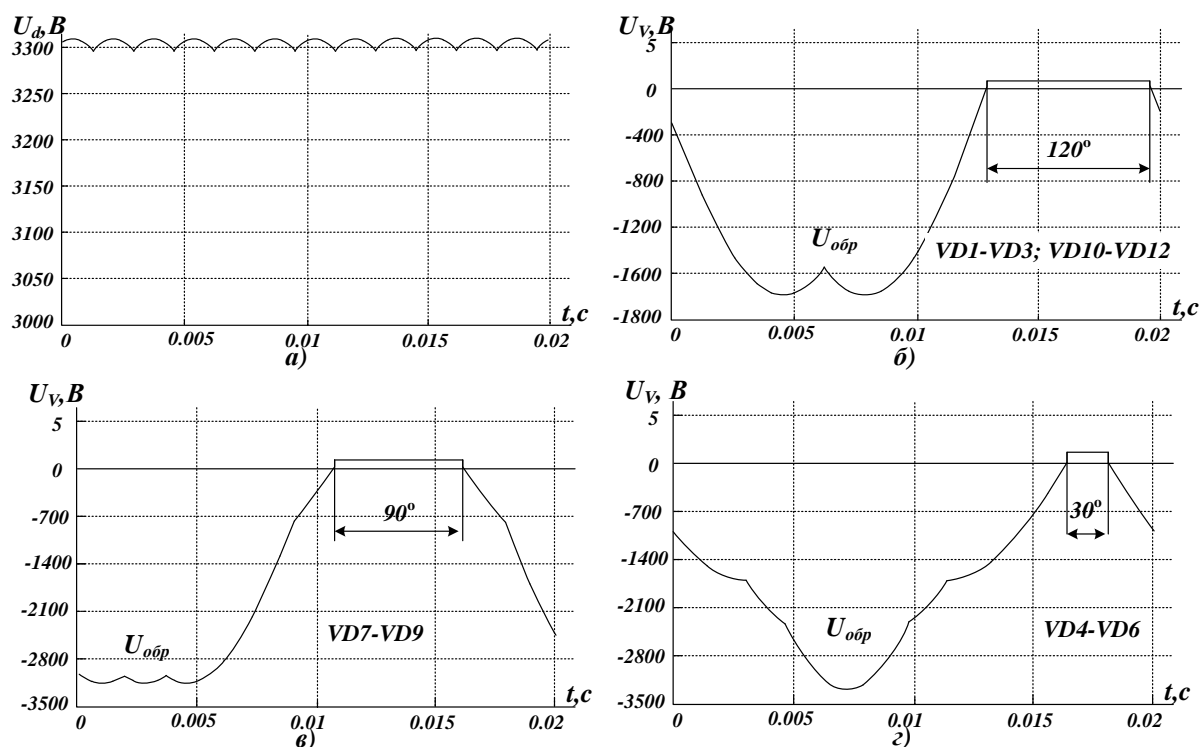 U_d,В
3300
3250
3200
3150
3100
3050
3000
0
0.005
0.01
0.015
0.02
t,с
а)
U_V,В
5
0
-400
-800
-1200
-1600
-1800
120°
U_обр
VD1-VD3; VD10-VD12
0
0.005
0.01
0.015
0.02
t,с
б)
U_V,В
5
0
-700
-1400
-2100
-2800
-3500
90°
U_обр
VD7-VD9
0
0.005
0.01
0.015
0.02
t,с
в)
U_V,В
5
0
-700
-1400
-2100
-2800
-3500
30°
U_обр
VD4-VD6
0
0.005
0.01
0.015
0.02
t,с
г)